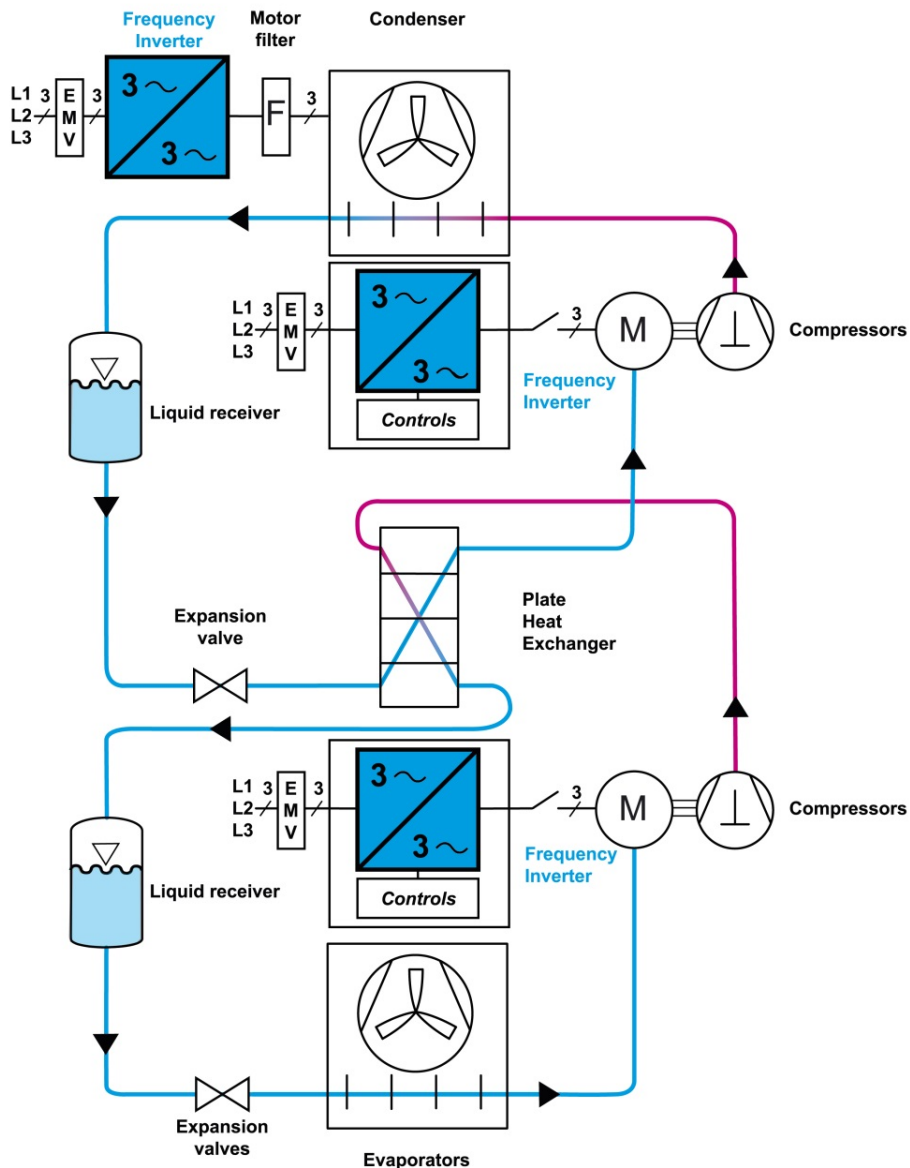 Frequency
Inverter
Motor
filter
Condenser
L1
L2
L3
3
E
M
V
3
3 ~
3 ~
F
3
L1
L2
L3
3
E
M
V
3
3 ~
3 ~
Controls
3
M
Compressors
Frequency
Inverter
Liquid receiver
Expansion
valve
Plate
Heat
Exchanger
L1
L2
L3
3
E
M
V
3
3 ~
3 ~
Controls
3
M
Compressors
Frequency
Inverter
Liquid receiver
Expansion
valves
Evaporators